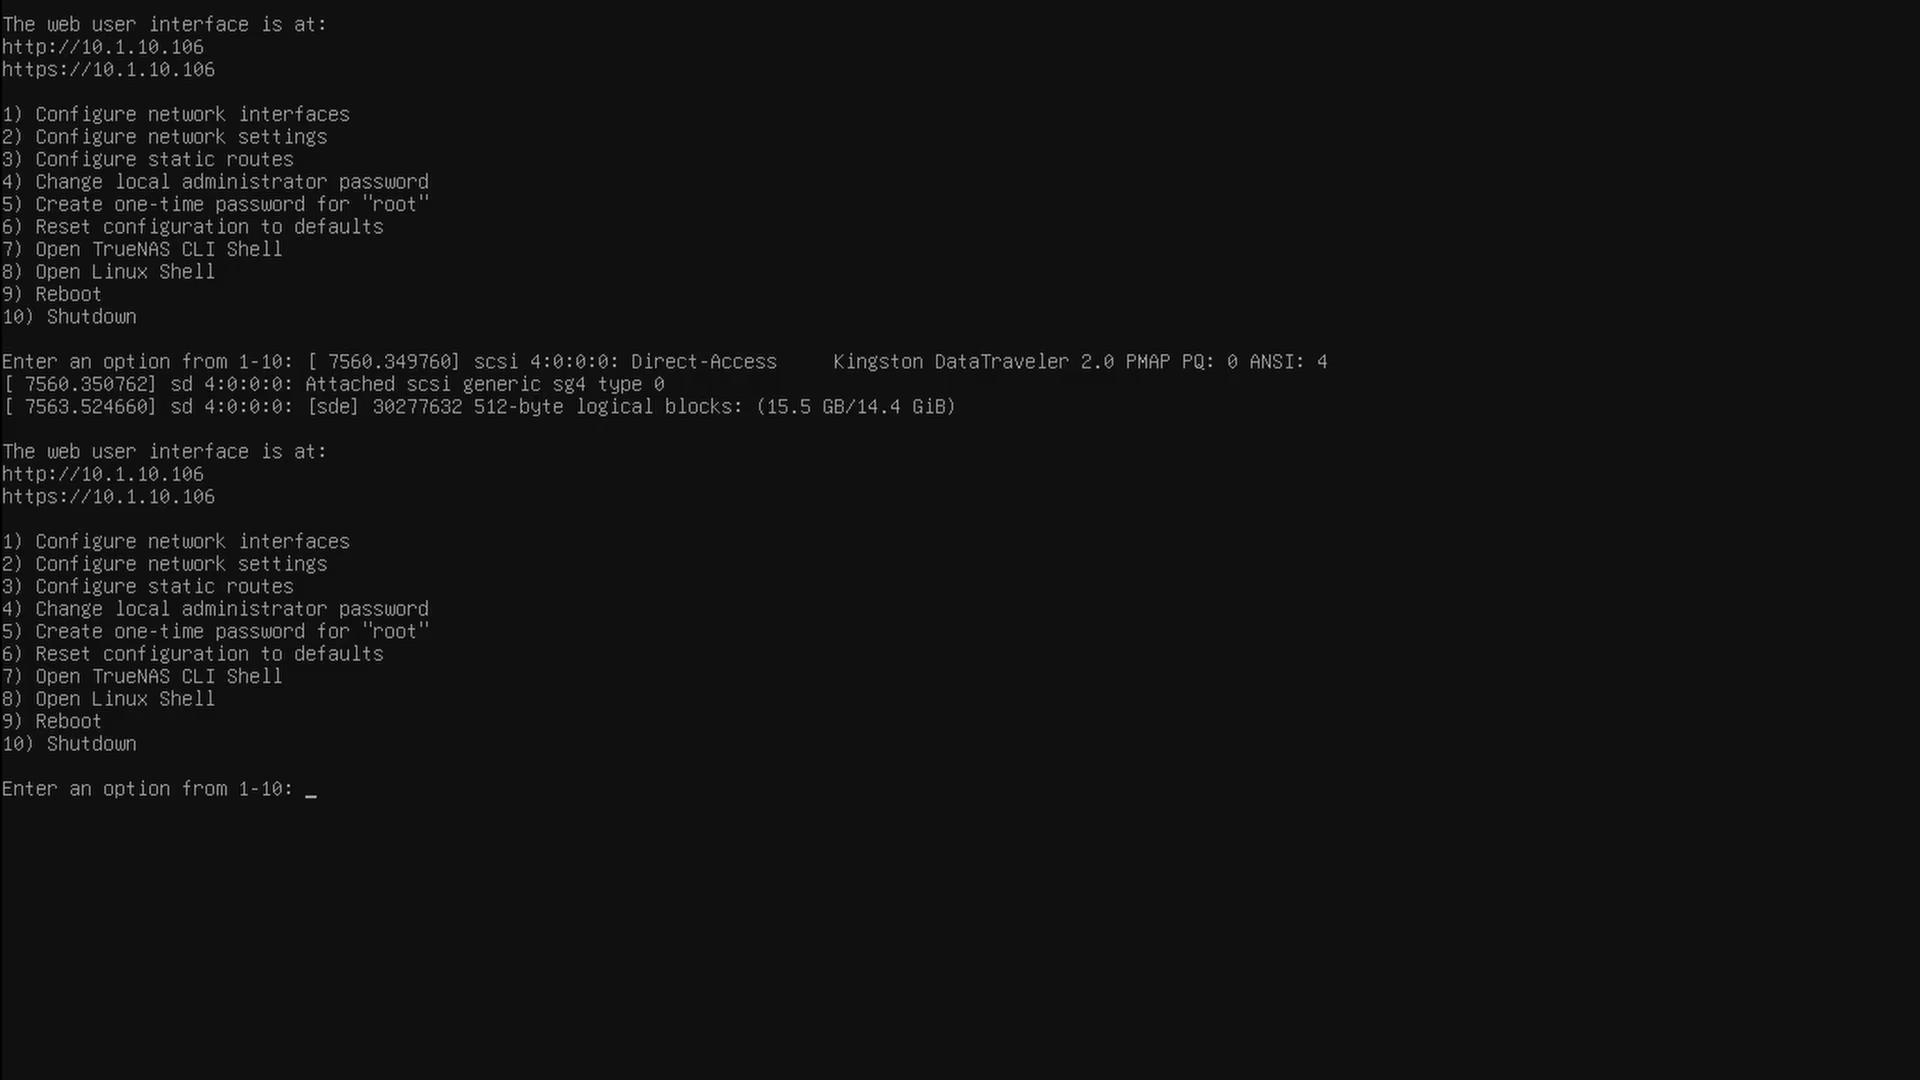 The web user interface is at:
http://10.1.10.106
https://10.1.10.106
1) Configure network interfaces
2) Configure network settings
3) Configure static routes
4) Change local administrator password
5) Create one-time password for "root"
6) Reset configuration to defaults
7) Open TrueNAS CLI Shell
8) Open Linux Shell
9) Reboot
10) Shutdown
Enter an option from 1-10: [ 7560.349760] scsi 4:0:0:0: Direct-Access     Kingston DataTraveler 2.0 PMAP PQ: 0 ANSI: 4
[ 7560.350762] sd 4:0:0:0: Attached scsi generic sg4 type 0
[ 7563.524660] sd 4:0:0:0: [sde] 30277632 512-byte logical blocks: (15.5 GB/14.4 GiB)
The web user interface is at:
http://10.1.10.106
https://10.1.10.106
1) Configure network interfaces
2) Configure network settings
3) Configure static routes
4) Change local administrator password
5) Create one-time password for "root"
6) Reset configuration to defaults
7) Open TrueNAS CLI Shell
8) Open Linux Shell
9) Reboot
10) Shutdown
Enter an option from 1-10: _